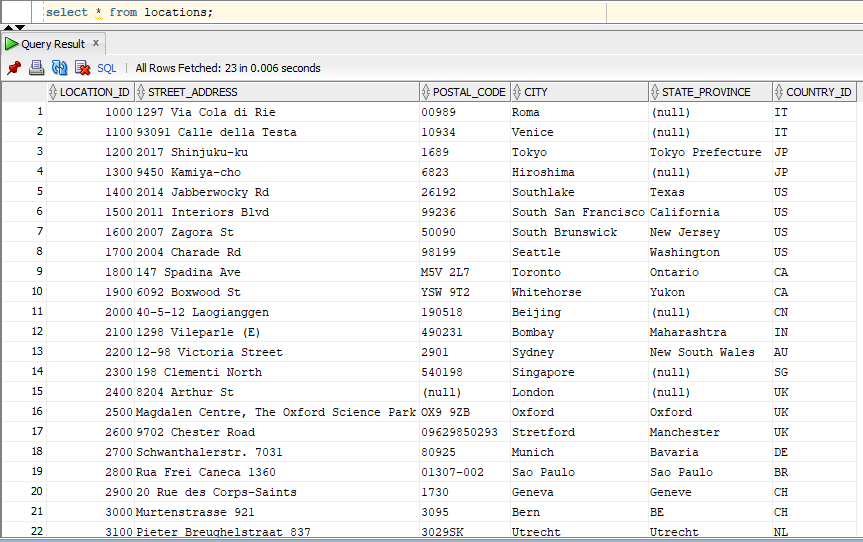 select * from locations;
Query Result x
SQL | All Rows Fetched: 23 in 0.006 seconds
LOCATION_ID STREET_ADDRESS POSTAL_CODE CITY STATE_PROVINCE COUNTRY_ID
1 1000 1297 Via Cola di Rie 00989 Roma (null) IT
2 1100 93091 Calle della Testa 10934 Venice (null) IT
3 1200 2017 Shinjuku-ku 1689 Tokyo Tokyo Prefecture JP
4 1300 9450 Kamiya-cho 6823 Hiroshima (null) JP
5 1400 2014 Jabberwocky Rd 26192 Southlake Texas US
6 1500 2011 Interiors Blvd 99236 South San Francisco California US
7 1600 2007 Zagora St 50090 South Brunswick New Jersey US
8 1700 2004 Charade Rd 98199 Seattle Washington US
9 1800 147 Spadina Ave M5V 2L7 Toronto Ontario CA
10 1900 6092 Boxwood St YSW 9T2 Whitehorse Yukon CA
11 2000 40-5-12 Laogianggen 190518 Beijing (null) CN
12 2100 1298 Vileparle (E) 490231 Bombay Maharashtra IN
13 2200 12-98 Victoria Street 2901 Sydney New South Wales AU
14 2300 198 Clementi North 540198 Singapore (null) SG
15 2400 8204 Arthur St (null) London (null) UK
16 2500 Magdalen Centre, The Oxford Science Park OX9 9ZB Oxford Oxford UK
17 2600 9702 Chester Road 09629850293 Stretford Manchester UK
18 2700 Schwanthalerstr. 7031 80925 Munich Bavaria DE
19 2800 Rua Frei Caneca 1360 01307-002 Sao Paulo Sao Paulo BR
20 2900 20 Rue des Corps-Saints 1730 Geneva Geneve CH
21 3000 Murtenstrasse 921 3095 Bern BE CH
22 3100 Pieter Breughelstraat 837 3029SK Utrecht Utrecht NL